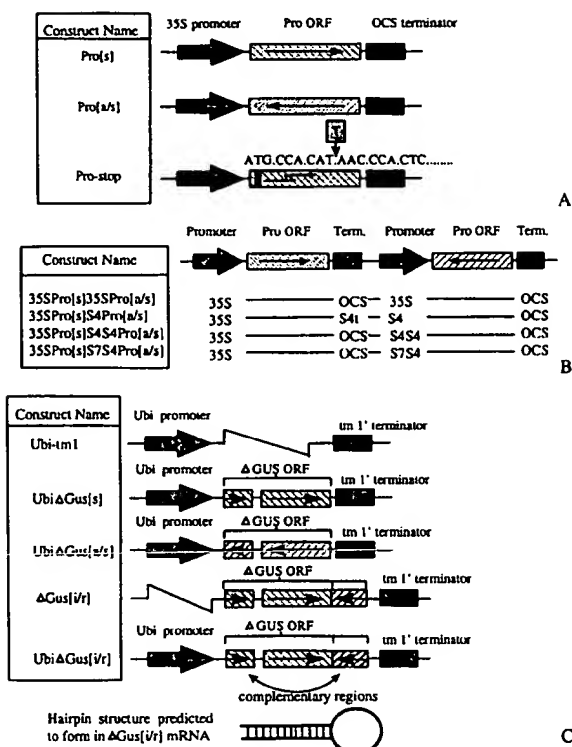 Construct Name
35S promoter Pro ORF OCS terminator
Pro[s]
Pro[a/s]
T
ATG.CCA.CAT.AAC.CCA.CTC........
Pro-stop
A
Promoter Pro ORF Term. Promoter Pro ORF Term.
Construct Name
35SPro[s]35SPro[a/s] 35S OCS 35S OCS
35SPro[s]S4Pro[a/s] 35S S4t S4 OCS
35SPro[s]S4S4Pro[a/s] 35S OCS S4S4 OCS
35SPro[s]S7S4Pro[a/s] 35S OCS S7S4 OCS
B
Construct Name
Ubi promoter tm 1' terminator
Ubi-tm1
Ubi promoter ΔGUS ORF tm 1' terminator
UbiΔGus[s]
Ubi promoter ΔGUS ORF tm 1' terminator
UbiΔGus[a/s]
ΔGUS ORF tm 1' terminator
ΔGus[i/r]
Ubi promoter ΔGUS ORF tm 1' terminator
UbiΔGus[i/r]
complementary regions
Hairpin structure predicted
to form in ΔGus[i/r] mRNA
C